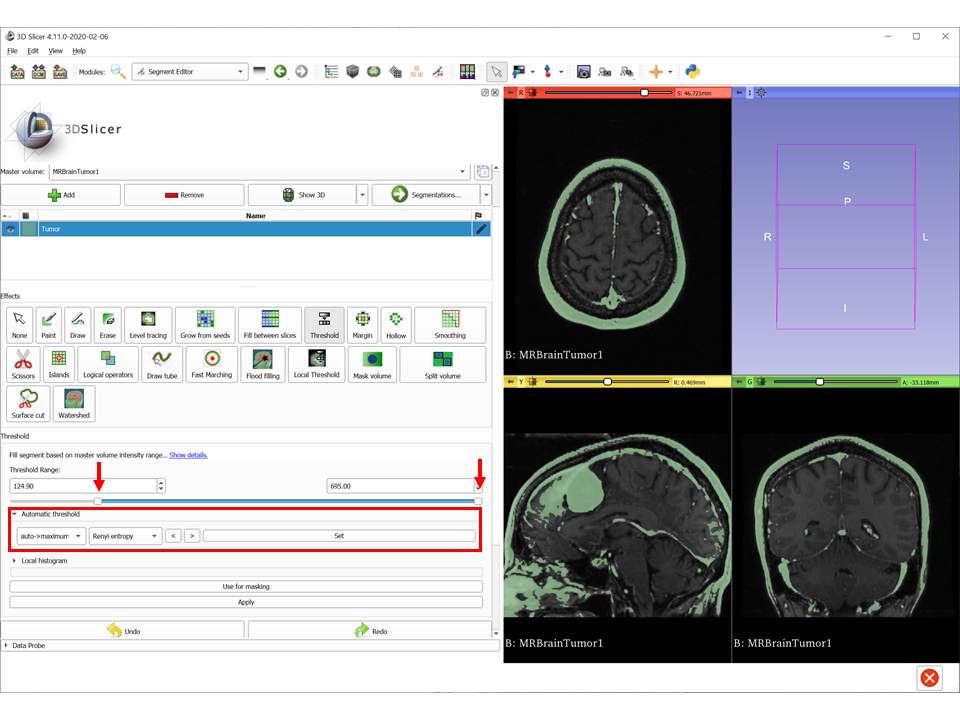 3D Slicer 4.11.0-2020-02-06
File Edit View Help
DATA DCM SAVE Modules: Segment Editor
3DSlicer
Master volume: MRBrainTumor1
Add Remove Show 3D Segmentations...
Name
Tumor
Effects
None Paint Draw Erase Level tracing Grow from seeds Fill between slices Threshold Margin Hollow Smoothing
Scissors Islands Logical operators Draw tube Fast Marching Flood filling Local Threshold Mask volume Split volume
Surface cut Watershed
Threshold
Fill segment based on master volume intensity range... Show details.
Threshold Range:
124.90 695.00
Automatic threshold
auto->maximum Renyi entropy < > Set
Local histogram
Use for masking
Apply
Undo Redo
Data Probe
R S: 46.721mm
B: MRBrainTumor1
1
S
P
R L
I
Y R: 0.469mm
B: MRBrainTumor1
G A: -33.118mm
B: MRBrainTumor1